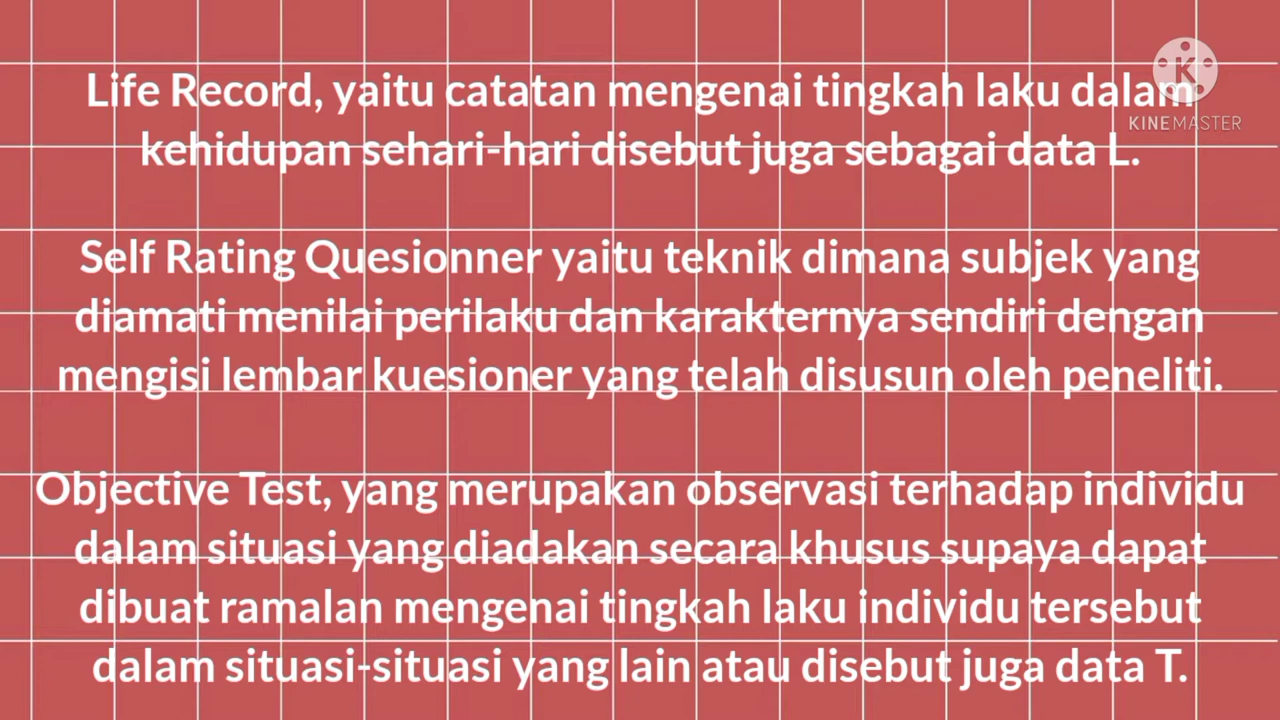 Life Record, yaitu catatan mengenai tingkah laku dalam
kehidupan sehari-hari disebut juga sebagai data L.
Self Rating Quesionner yaitu teknik dimana subjek yang
diamati menilai perilaku dan karakternya sendiri dengan
mengisi lembar kuesioner yang telah disusun oleh peneliti.
Objective Test, yang merupakan observasi terhadap individu
dalam situasi yang diadakan secara khusus supaya dapat
dibuat ramalan mengenai tingkah laku individu tersebut
dalam situasi-situasi yang lain atau disebut juga data T.
K
KINEMASTER